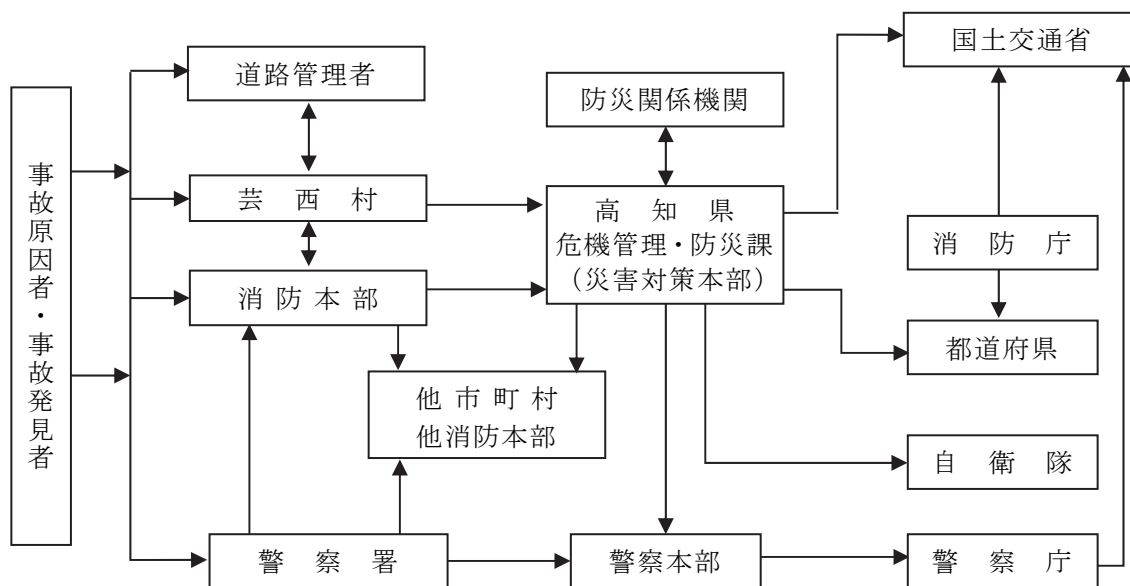 事故原因者・事故発見者
道路管理者
芸西村
消防本部
他市町村
他消防本部
警察署
防災関係機関
高知県
危機管理・防災課
(災害対策本部)
警察本部
国土交通省
消防庁
都道府県
自衛隊
警察庁